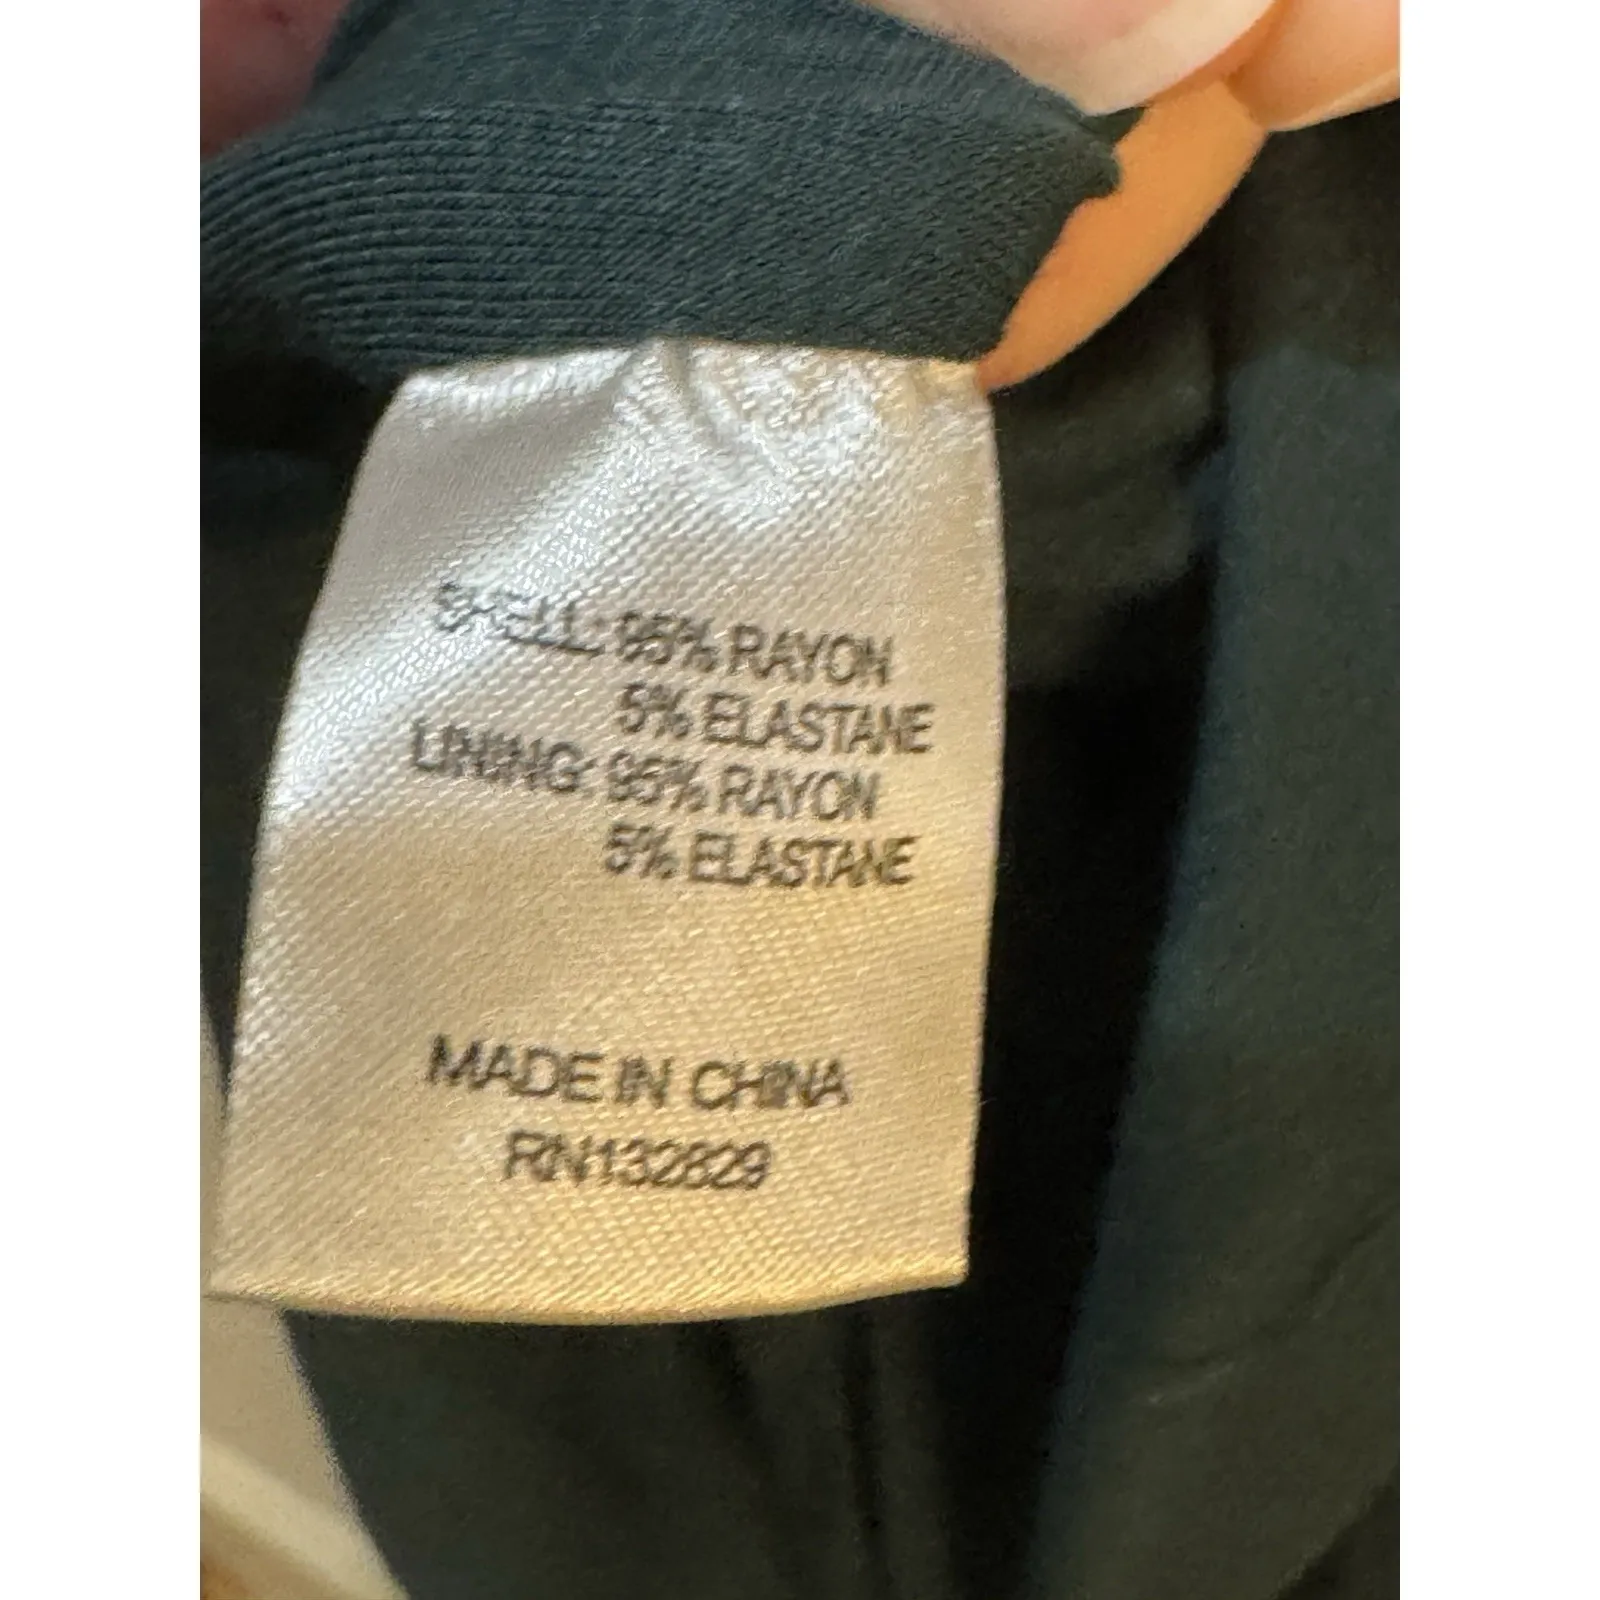 SHELL: 95% RAYON
5% ELASTANE
LINING: 95% RAYON
5% ELASTANE
MADE IN CHINA
RN132829